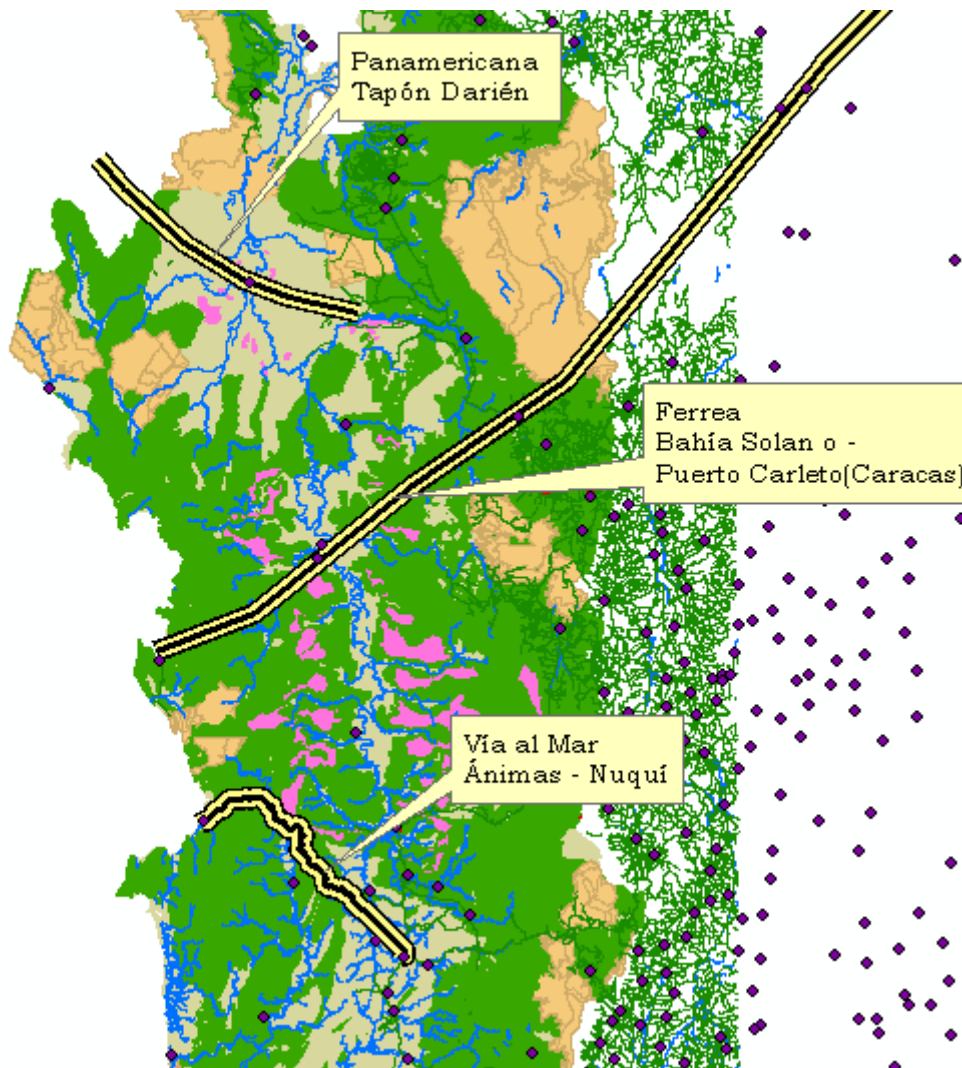 Panamericana
Tapón Darién
Ferrea
Bahía Solan o -
Puerto Carleto(Caracas)
Vía al Mar
Ánimas - Nuquí